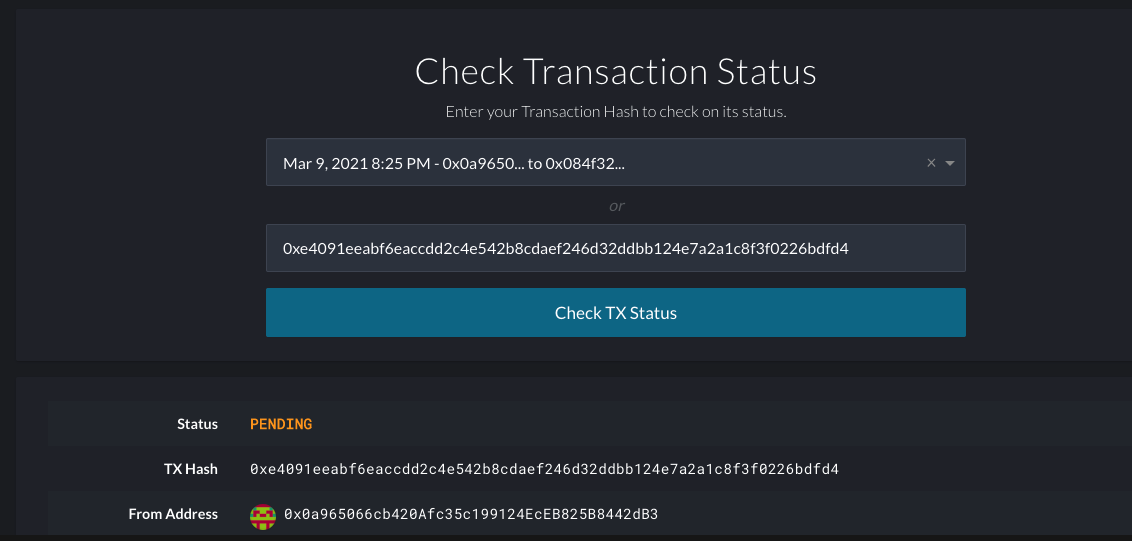 Check Transaction Status
Enter your Transaction Hash to check on its status.
Mar 9, 2021 8:25 PM - 0x0a9650... to 0x084f32...
or
0xe4091eeabf6eaccdd2c4e542b8cdaef246d32ddbb124e7a2a1c8f3f0226bdfd4
Check TX Status
Status PENDING
TX Hash 0xe4091eeabf6eaccdd2c4e542b8cdaef246d32ddbb124e7a2a1c8f3f0226bdfd4
From Address 0x0a965066cb420Afc35c199124EcEB825B8442dB3